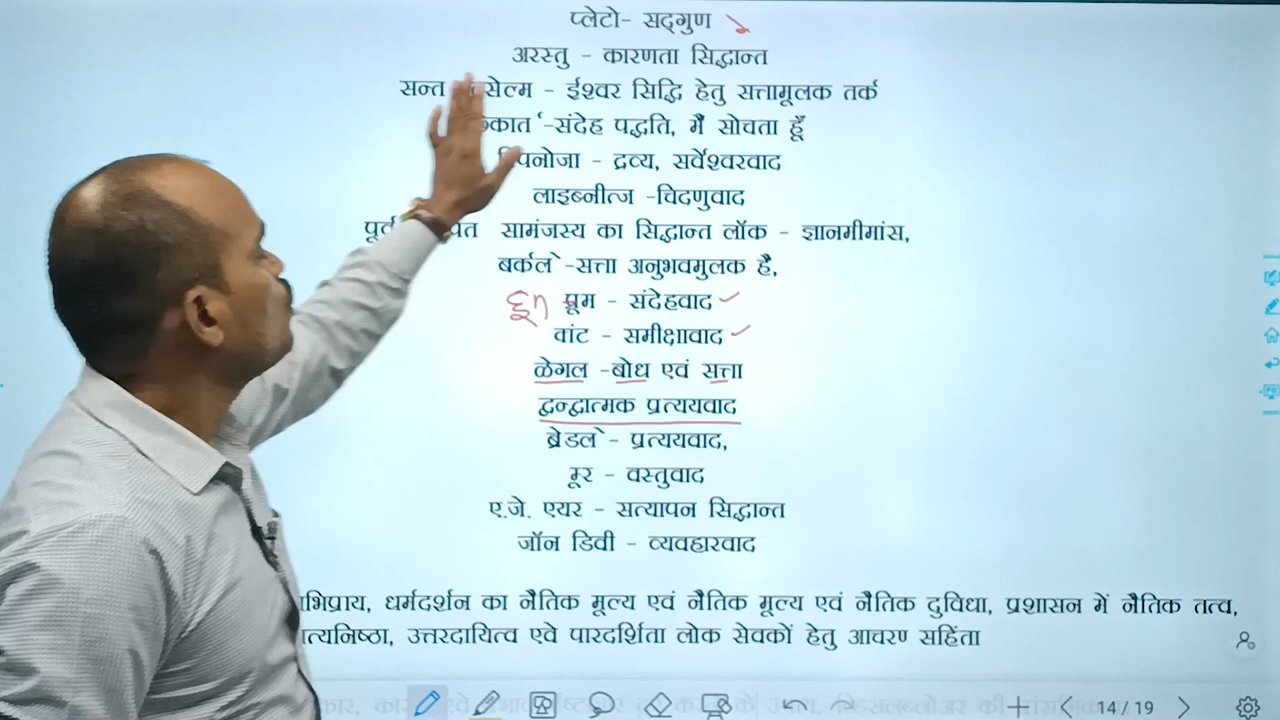 प्लेटो- सद्गुण
अरस्तु - कारणता सिद्धान्त
सन्त - ईश्वर सिद्धि हेतु सत्तामूलक तर्क
-संदेह पद्धति, मैं सोचता हूँ
- द्रव्य, सर्वेश्वरवाद
लाइब्नीत्ज -चिदणुवाद
सामंजस्य का सिद्धान्त लॉक - ज्ञानमीमांस,
बर्कले -सत्ता अनुभवमुलक है,
ह्यू प्रूम - संदेहवाद
वांट - समीक्षावाद
ळेगल -बोध एवं सत्ता
द्वन्द्वात्मक प्रत्ययवाद
ब्रेडले - प्रत्ययवाद,
मूर - वस्तुवाद
ए.जे. एयर - सत्यापन सिद्धान्त
जॉन डिवी - व्यवहारवाद
भिप्राय, धर्मदर्शन का नैतिक मूल्य एवं नैतिक मूल्य एवं नैतिक दुविधा, प्रशासन में नैतिक तत्व,
त्यनिष्ठा, उत्तरदायित्व एवे पारदर्शिता लोक सेवकों हेतु आचरण सहिंता
14/19